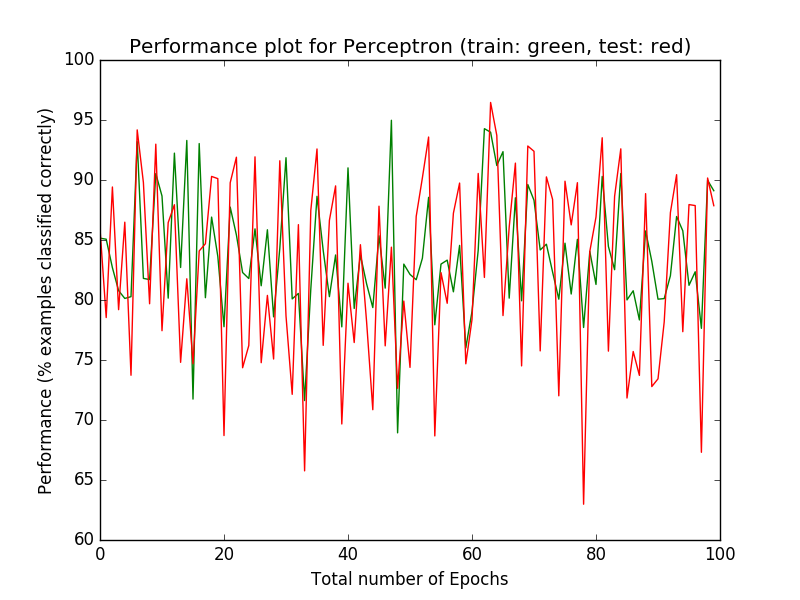 Performance plot for Perceptron (train: green, test: red)
100
95
90
85
80
75
70
65
60
Performance (% examples classified correctly)
0 20 40 60 80 100
Total number of Epochs